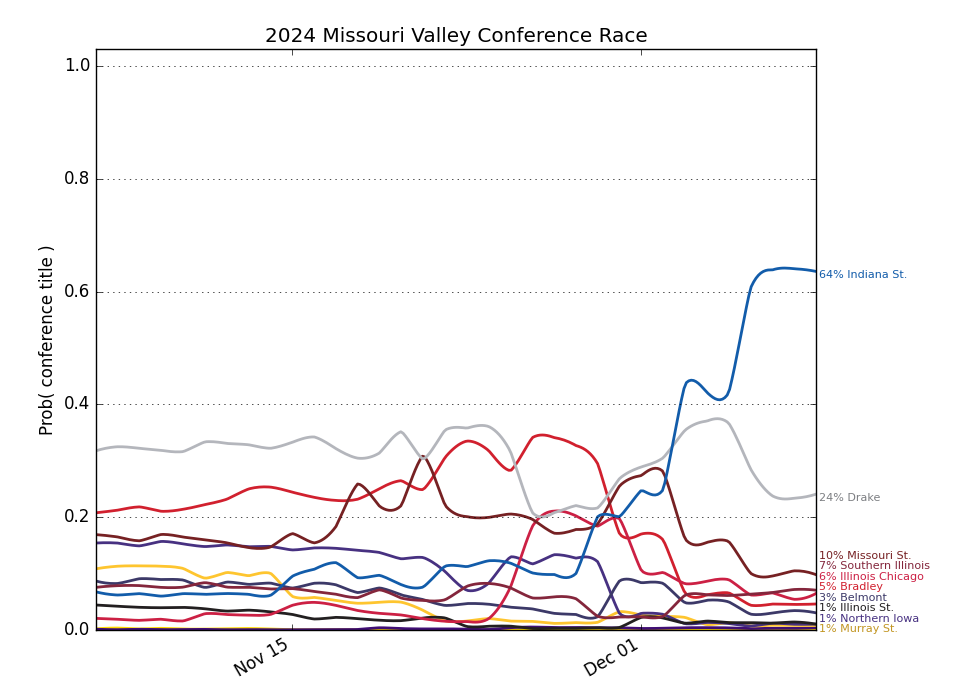 2024 Missouri Valley Conference Race
1.0
0.8
0.6
0.4
0.2
0.0
Prob( conference title )
Nov 15
Dec 01
64% Indiana St.
24% Drake
10% Missouri St.
7% Southern Illinois
6% Illinois Chicago
5% Bradley
3% Belmont
1% Illinois St.
1% Northern Iowa
1% Murray St.